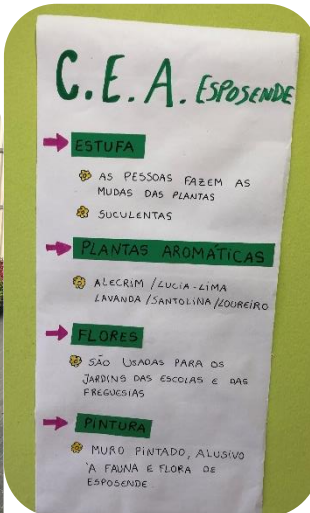 C.E.A. ESPOSENDE
ESTUFA
AS PESSOAS FAZEM AS
MUDAS DAS PLANTAS
SUCULENTAS
PLANTAS AROMÁTICAS
ALECRIM / LUCIA-LIMA
LAVANDA / SANTOLINA / LOUREIRO
FLORES
SÃO USADAS PARA OS
JARDINS DAS ESCOLAS E DAS
FREGUESIAS
PINTURA
MURO PINTADO, ALUSIVO
'A FAUNA E FLORA DE
ESPOSENDE